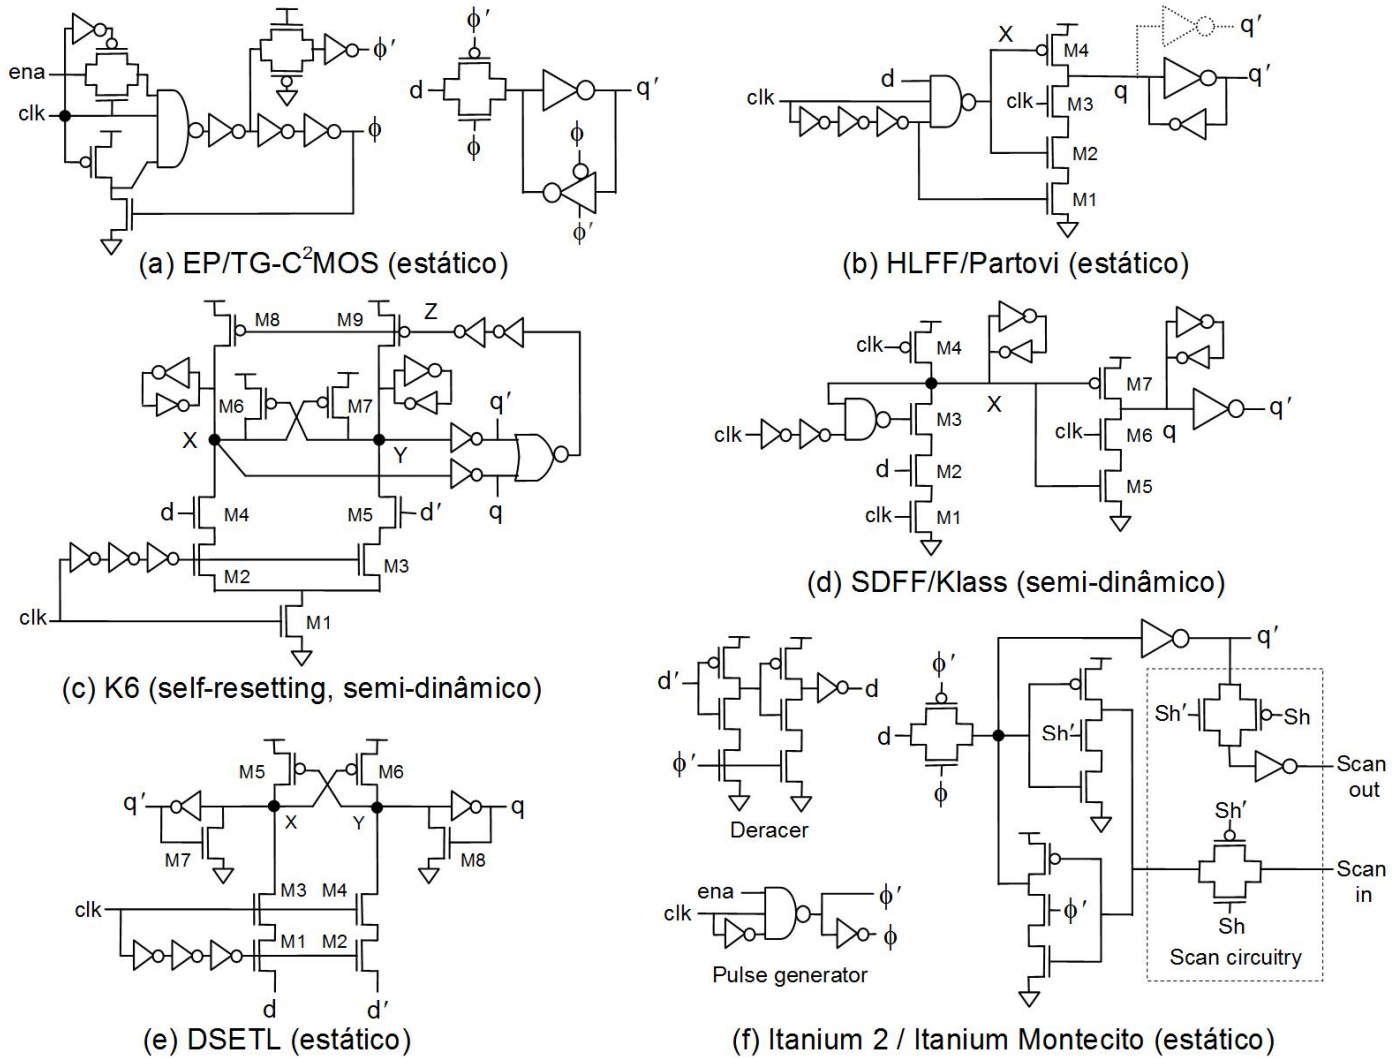 ena
clk
ϕ′
ϕ
ϕ′
d
ϕ
q′
ϕ
ϕ′
(a) EP/TG-C²MOS (estático)
X
M4
d
clk
clk
M3
q
q′
q′
M2
M1
(b) HLFF/Partovi (estático)
M8
M9
Z
M6
M7
q′
X
Y
q
d
M4
M5
d′
M2
M3
clk
M1
(c) K6 (self-resetting, semi-dinâmico)
clk
M4
X
M7
clk
M3
clk
M6
q
q′
d
M2
M5
clk
M1
(d) SDFF/Klass (semi-dinâmico)
M5
M6
q′
X
Y
q
M7
M8
M3
M4
clk
M1
M2
d
d′
(e) DSETL (estático)
d′
d
ϕ′
Deracer
ena
clk
ϕ′
ϕ
Pulse generator
ϕ′
d
ϕ
q′
Sh′
Sh′
Sh
Scan
out
Sh′
Scan
in
Sh
ϕ′
Scan circuitry
(f) Itanium 2 / Itanium Montecito (estático)